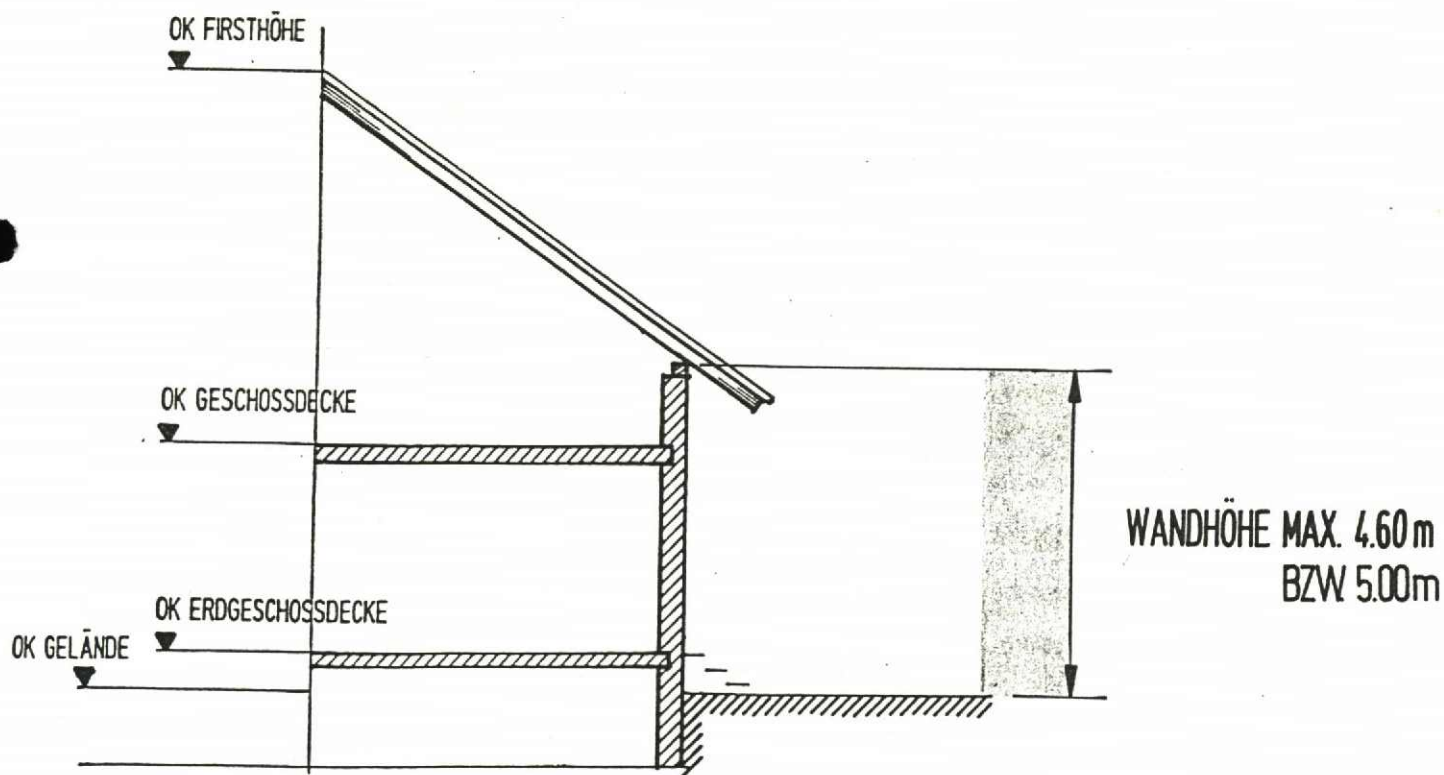 OK FIRSTHÖHE
OK GESCHOSSDECKE
WANDHÖHE MAX. 4.60 m
BZW. 5.00m
OK ERDGESCHOSSDECKE
OK GELÄNDE